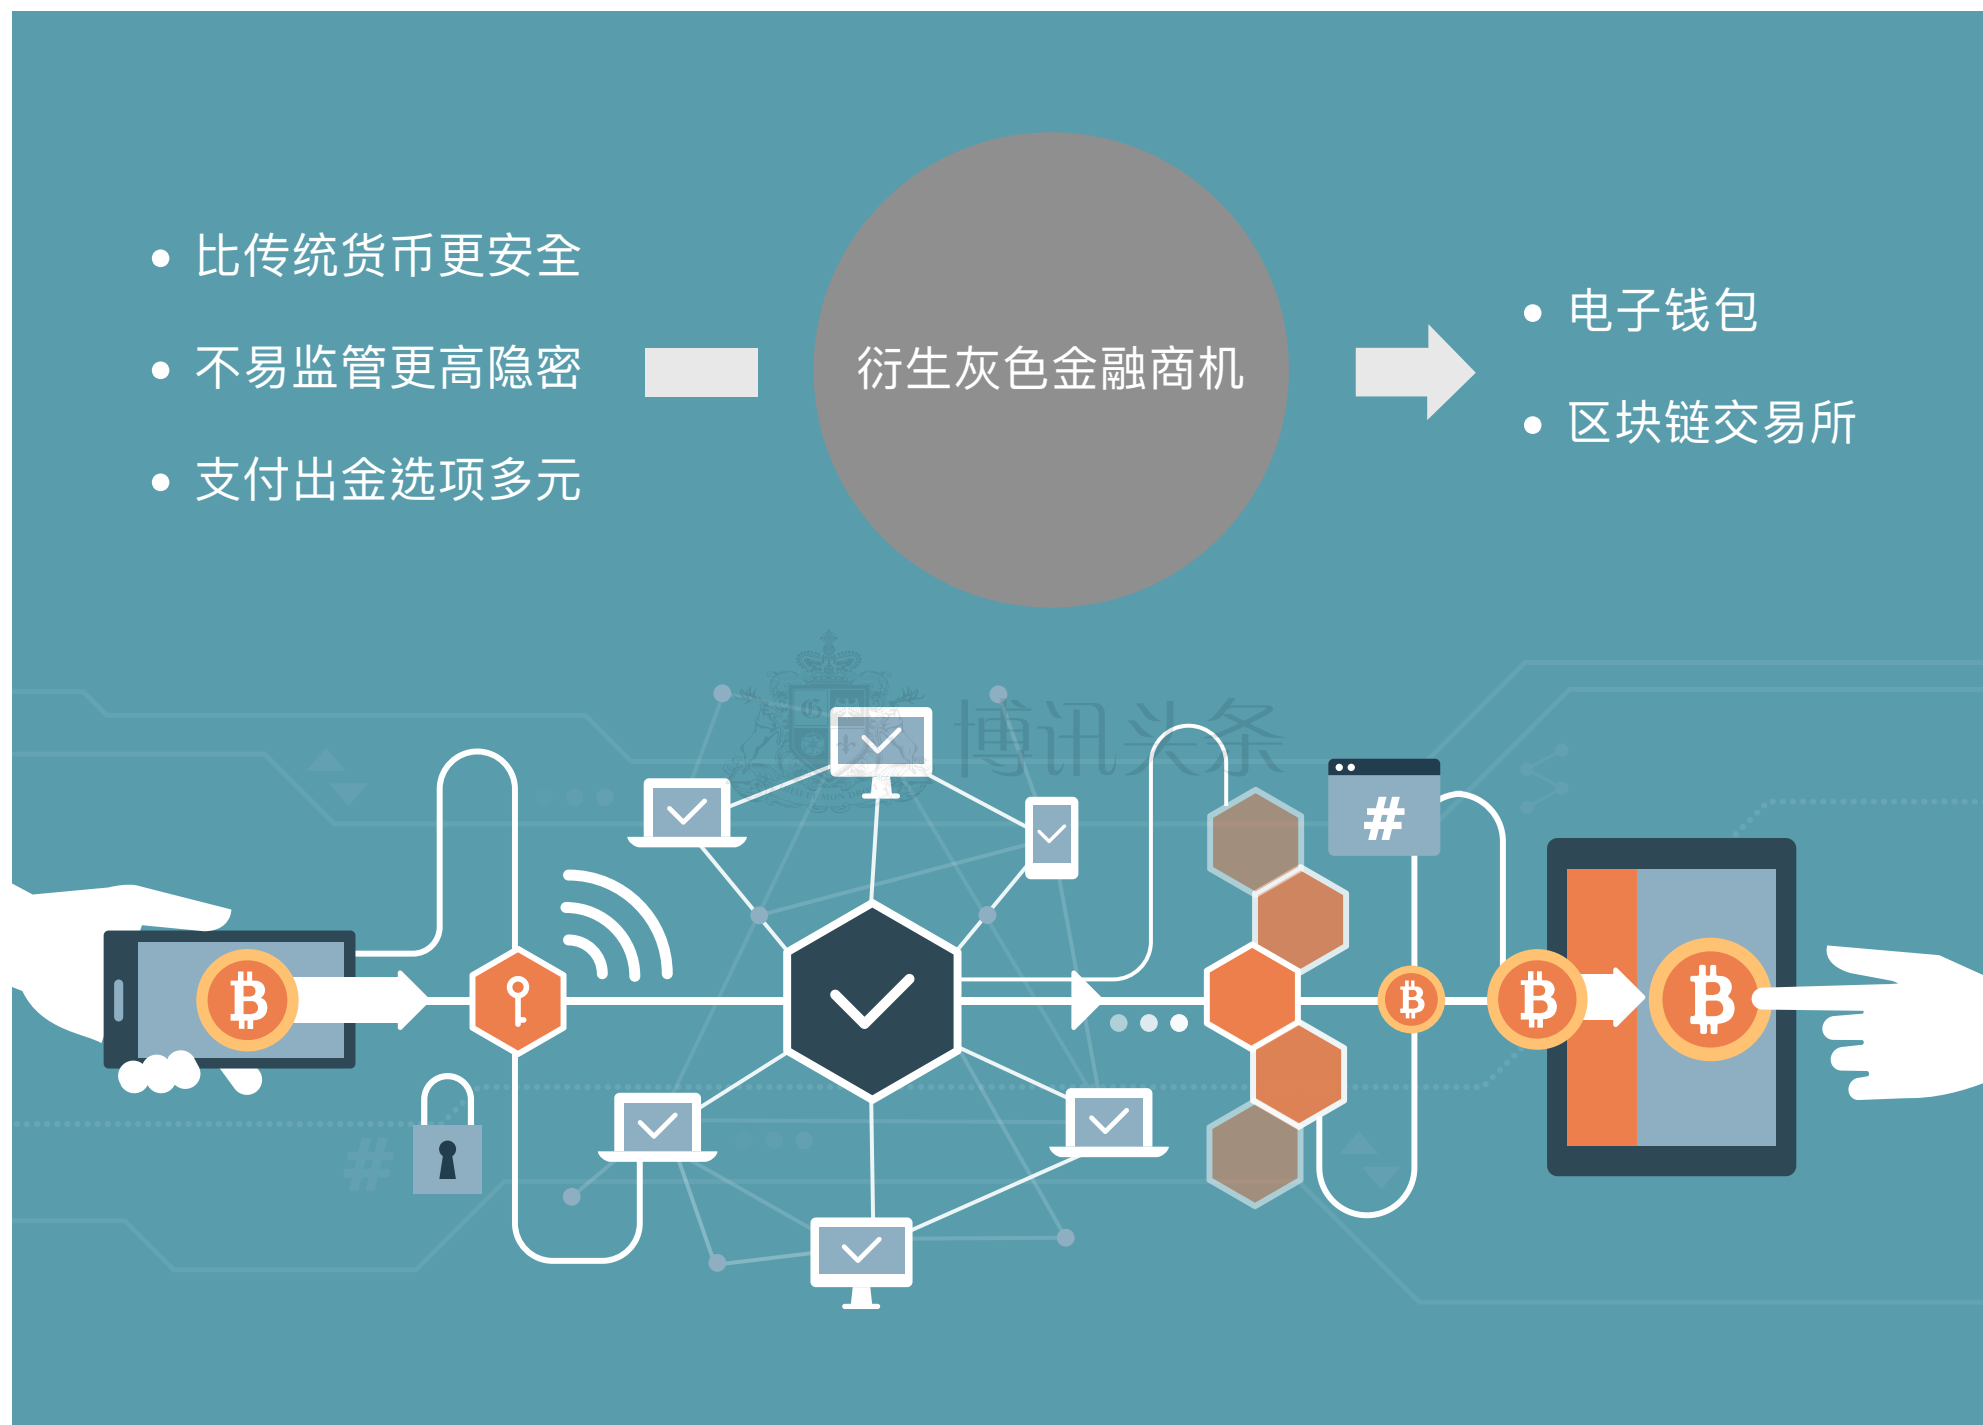 比传统货币更安全
不易监管更高隐密
支付出金选项多元
衍生灰色金融商机
电子钱包
区块链交易所
博讯头条
#
#